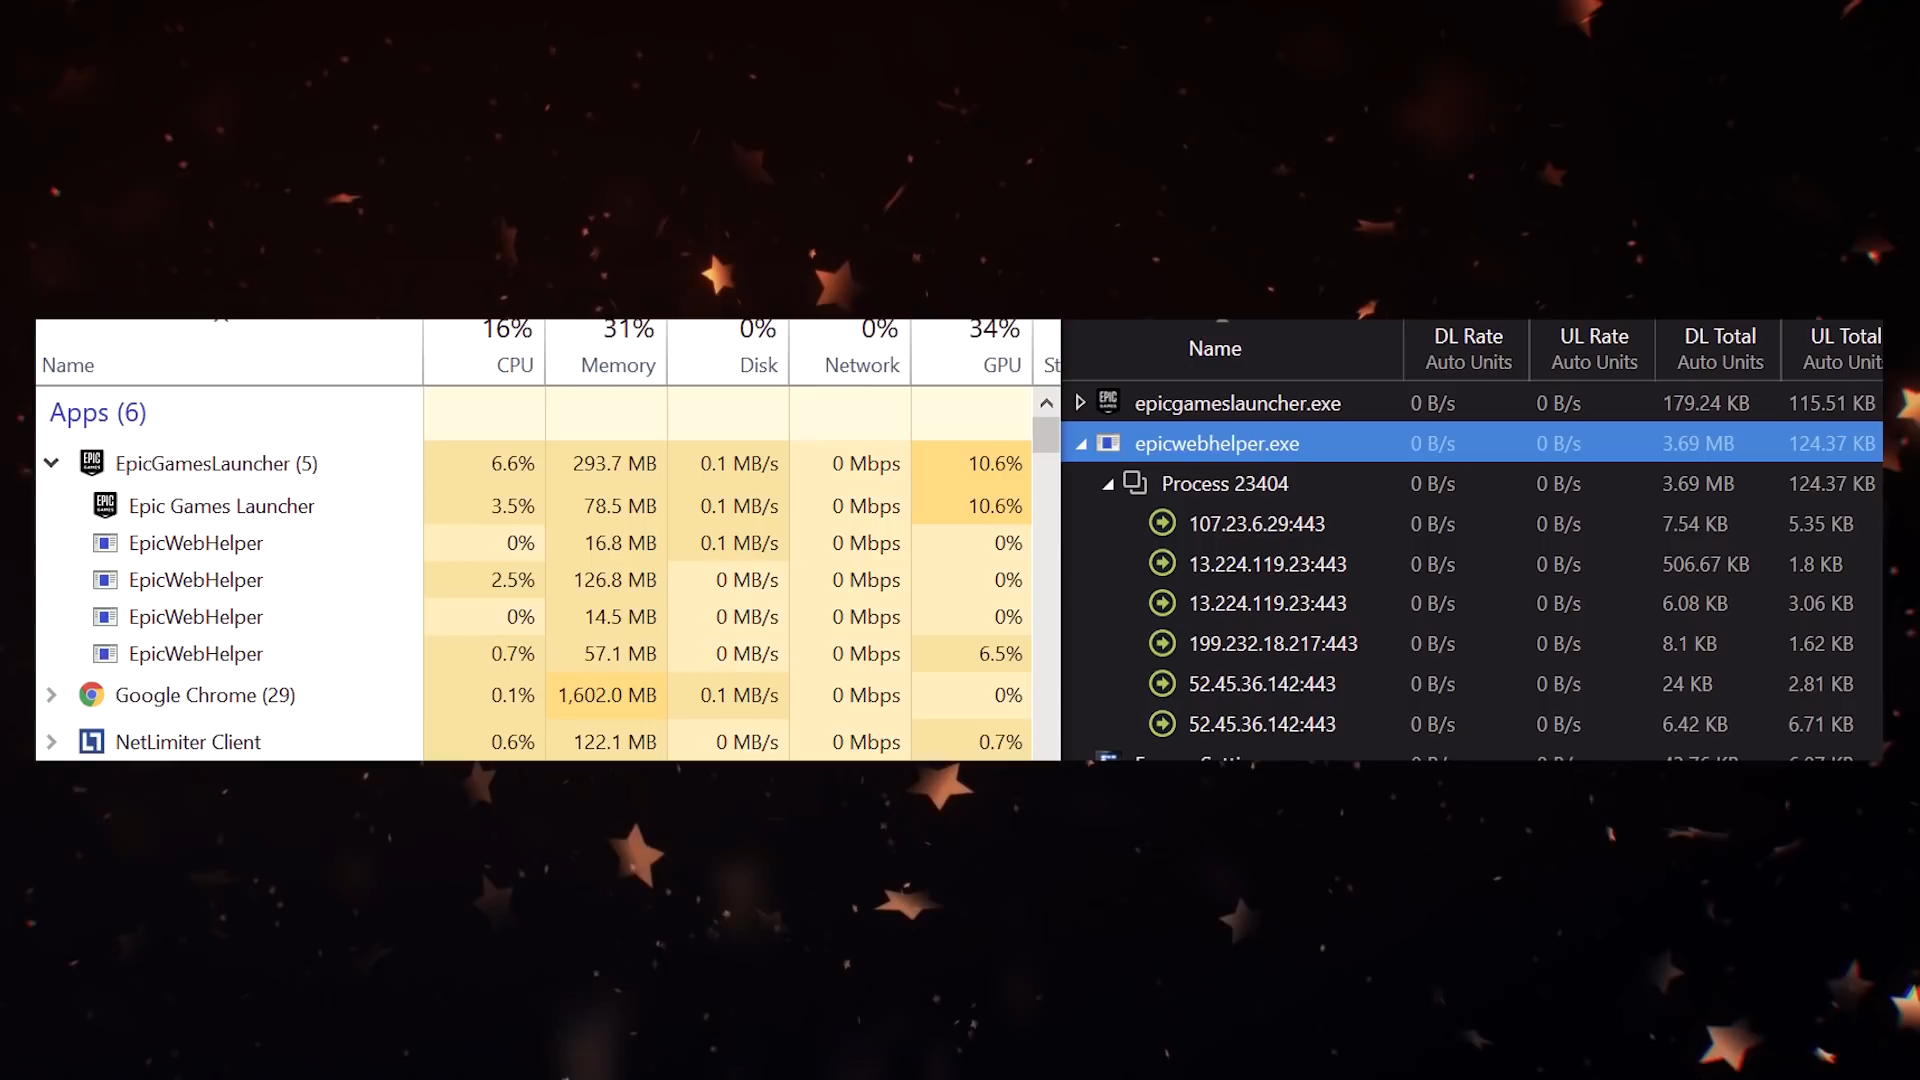 16% 31% 0% 0% 34%
Name CPU Memory Disk Network GPU St
Apps (6)
EpicGamesLauncher (5) 6.6% 293.7 MB 0.1 MB/s 0 Mbps 10.6%
Epic Games Launcher 3.5% 78.5 MB 0.1 MB/s 0 Mbps 10.6%
EpicWebHelper 0% 16.8 MB 0.1 MB/s 0 Mbps 0%
EpicWebHelper 2.5% 126.8 MB 0 MB/s 0 Mbps 0%
EpicWebHelper 0% 14.5 MB 0 MB/s 0 Mbps 0%
EpicWebHelper 0.7% 57.1 MB 0 MB/s 0 Mbps 6.5%
Google Chrome (29) 0.1% 1,602.0 MB 0.1 MB/s 0 Mbps 0%
NetLimiter Client 0.6% 122.1 MB 0 MB/s 0 Mbps 0.7%
Name DL Rate UL Rate DL Total UL Total
Auto Units Auto Units Auto Units Auto Unit
epicgameslauncher.exe 0 B/s 0 B/s 179.24 KB 115.51 KB
epicwebhelper.exe 0 B/s 0 B/s 3.69 MB 124.37 KB
Process 23404 0 B/s 0 B/s 3.69 MB 124.37 KB
107.23.6.29:443 0 B/s 0 B/s 7.54 KB 5.35 KB
13.224.119.23:443 0 B/s 0 B/s 506.67 KB 1.8 KB
13.224.119.23:443 0 B/s 0 B/s 6.08 KB 3.06 KB
199.232.18.217:443 0 B/s 0 B/s 8.1 KB 1.62 KB
52.45.36.142:443 0 B/s 0 B/s 24 KB 2.81 KB
52.45.36.142:443 0 B/s 0 B/s 6.42 KB 6.71 KB